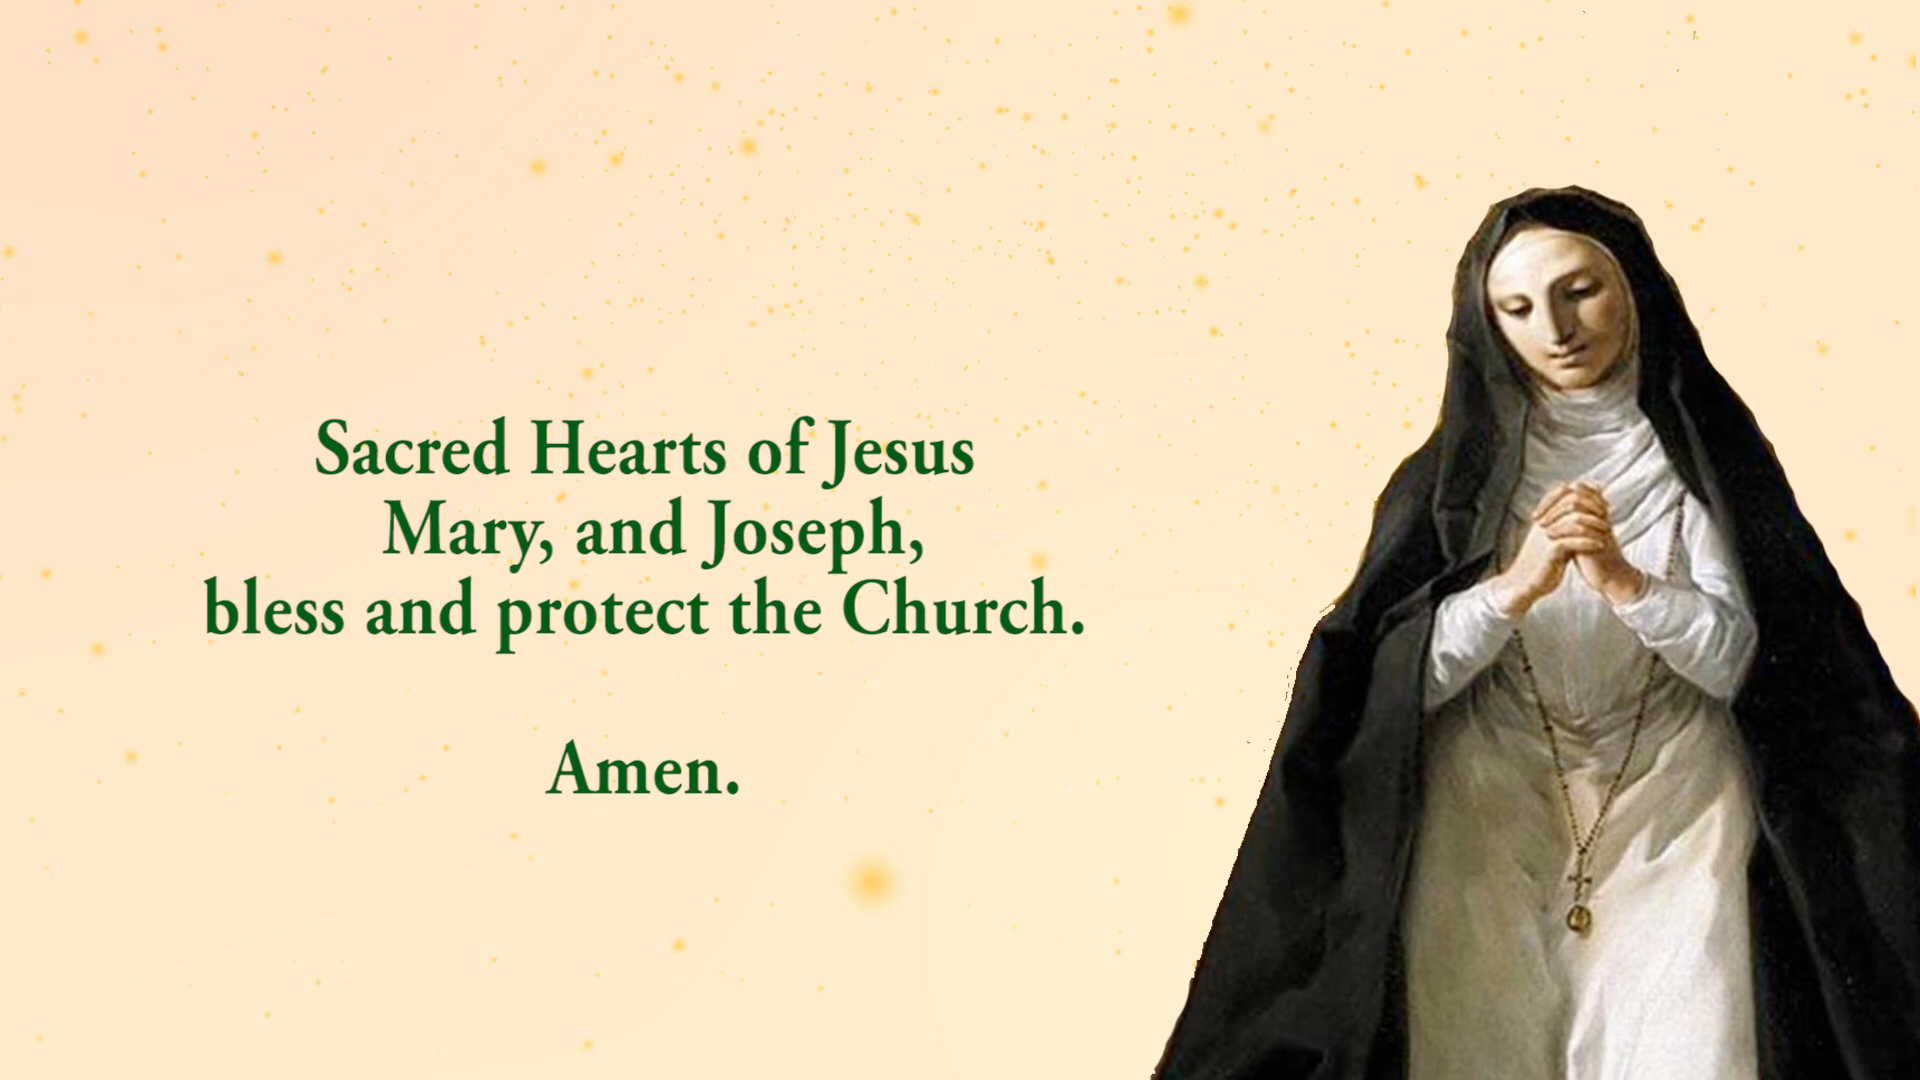 Sacred Hearts of Jesus
Mary, and Joseph,
bless and protect the Church.
Amen.